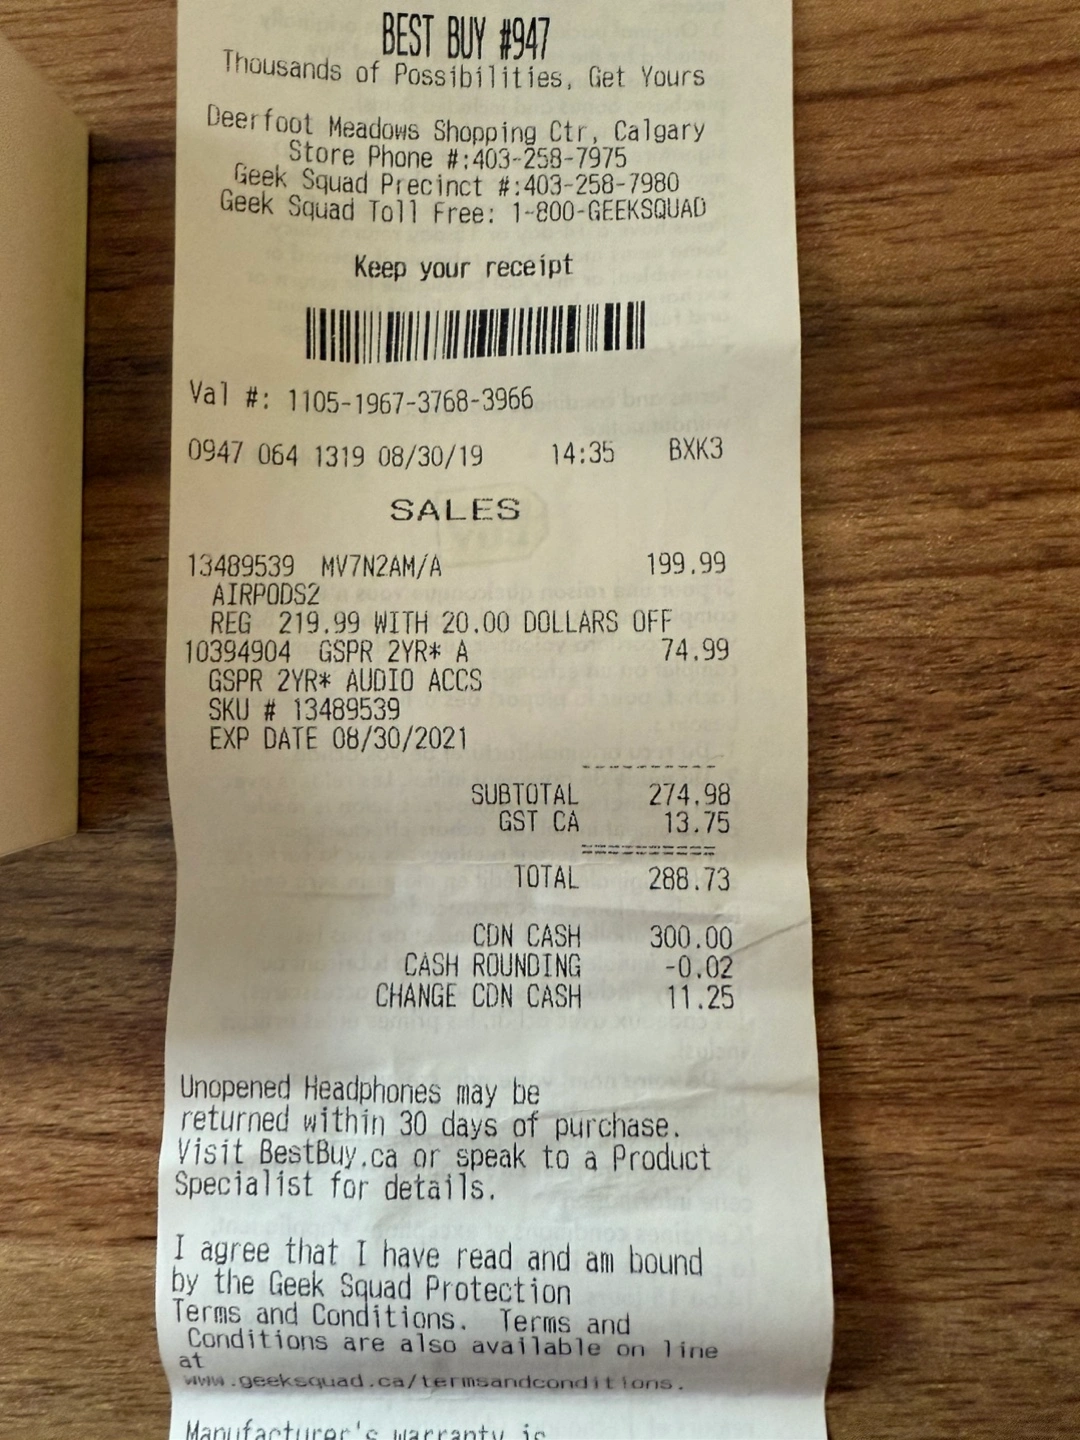 BEST BUY #947
Thousands of Possibilities, Get Yours
Deerfoot Meadows Shopping Ctr, Calgary
Store Phone #:403-258-7975
Geek Squad Precinct #:403-258-7980
Geek Squad Toll Free: 1-800-GEEKSQUAD
Keep your receipt
Val #: 1105-1967-3768-3966
0947 064 1319 08/30/19 14:35 BXK3
SALES
13489539 MV7N2AM/A 199.99
AIRPODS2
REG 219.99 WITH 20.00 DOLLARS OFF
10394904 GSPR 2YR* A 74.99
GSPR 2YR* AUDIO ACCS
SKU # 13489539
EXP DATE 08/30/2021
SUBTOTAL 274.98
GST CA 13.75
TOTAL 288.73
CDN CASH 300.00
CASH ROUNDING -0.02
CHANGE CDN CASH 11.25
Unopened Headphones may be
returned within 30 days of purchase.
Visit BestBuy.ca or speak to a Product
Specialist for details.
I agree that I have read and am bound
by the Geek Squad Protection
Terms and Conditions. Terms and
Conditions are also available on line
at
www.geeksquad.ca/termsandconditions.
Manufacturer's warranty is